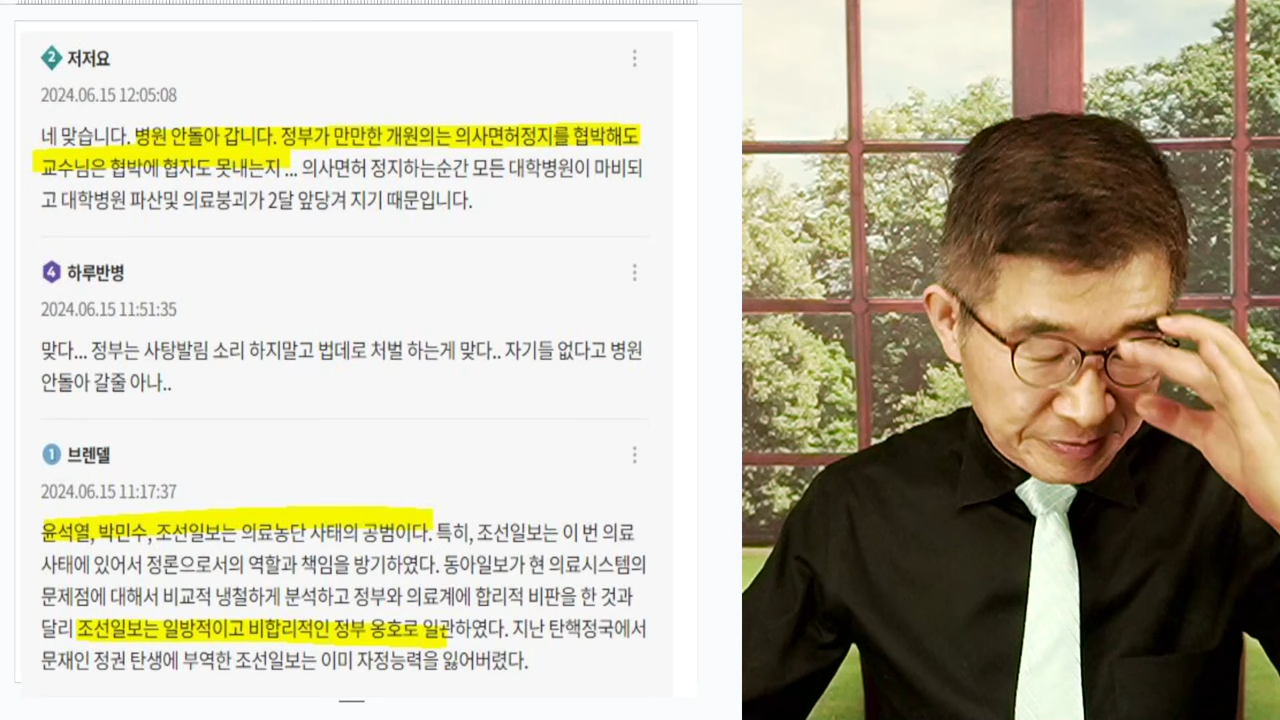 2 저저요
2024.06.15 12:05:08
네 맞습니다. 병원 안돌아 갑니다. 정부가 만만한 개원의는 의사면허정지를 협박해도
교수님은 협박에 협자도 못내는지 ... 의사면허 정지하는순간 모든 대학병원이 마비되
고 대학병원 파산및 의료붕괴가 2달 앞당겨 지기 때문입니다.
4 하루반병
2024.06.15 11:51:35
맞다... 정부는 사탕발림 소리 하지말고 법데로 처벌 하는게 맞다.. 자기들 없다고 병원
안돌아 갈줄 아나..
1 브렌델
2024.06.15 11:17:37
윤석열, 박민수, 조선일보는 의료농단 사태의 공범이다. 특히, 조선일보는 이 번 의료
사태에 있어서 정론으로서의 역할과 책임을 방기하였다. 동아일보가 현 의료시스템의
문제점에 대해서 비교적 냉철하게 분석하고 정부와 의료계에 합리적 비판을 한 것과
달리 조선일보는 일방적이고 비합리적인 정부 옹호로 일관하였다. 지난 탄핵정국에서
문재인 정권 탄생에 부역한 조선일보는 이미 자정능력을 잃어버렸다.